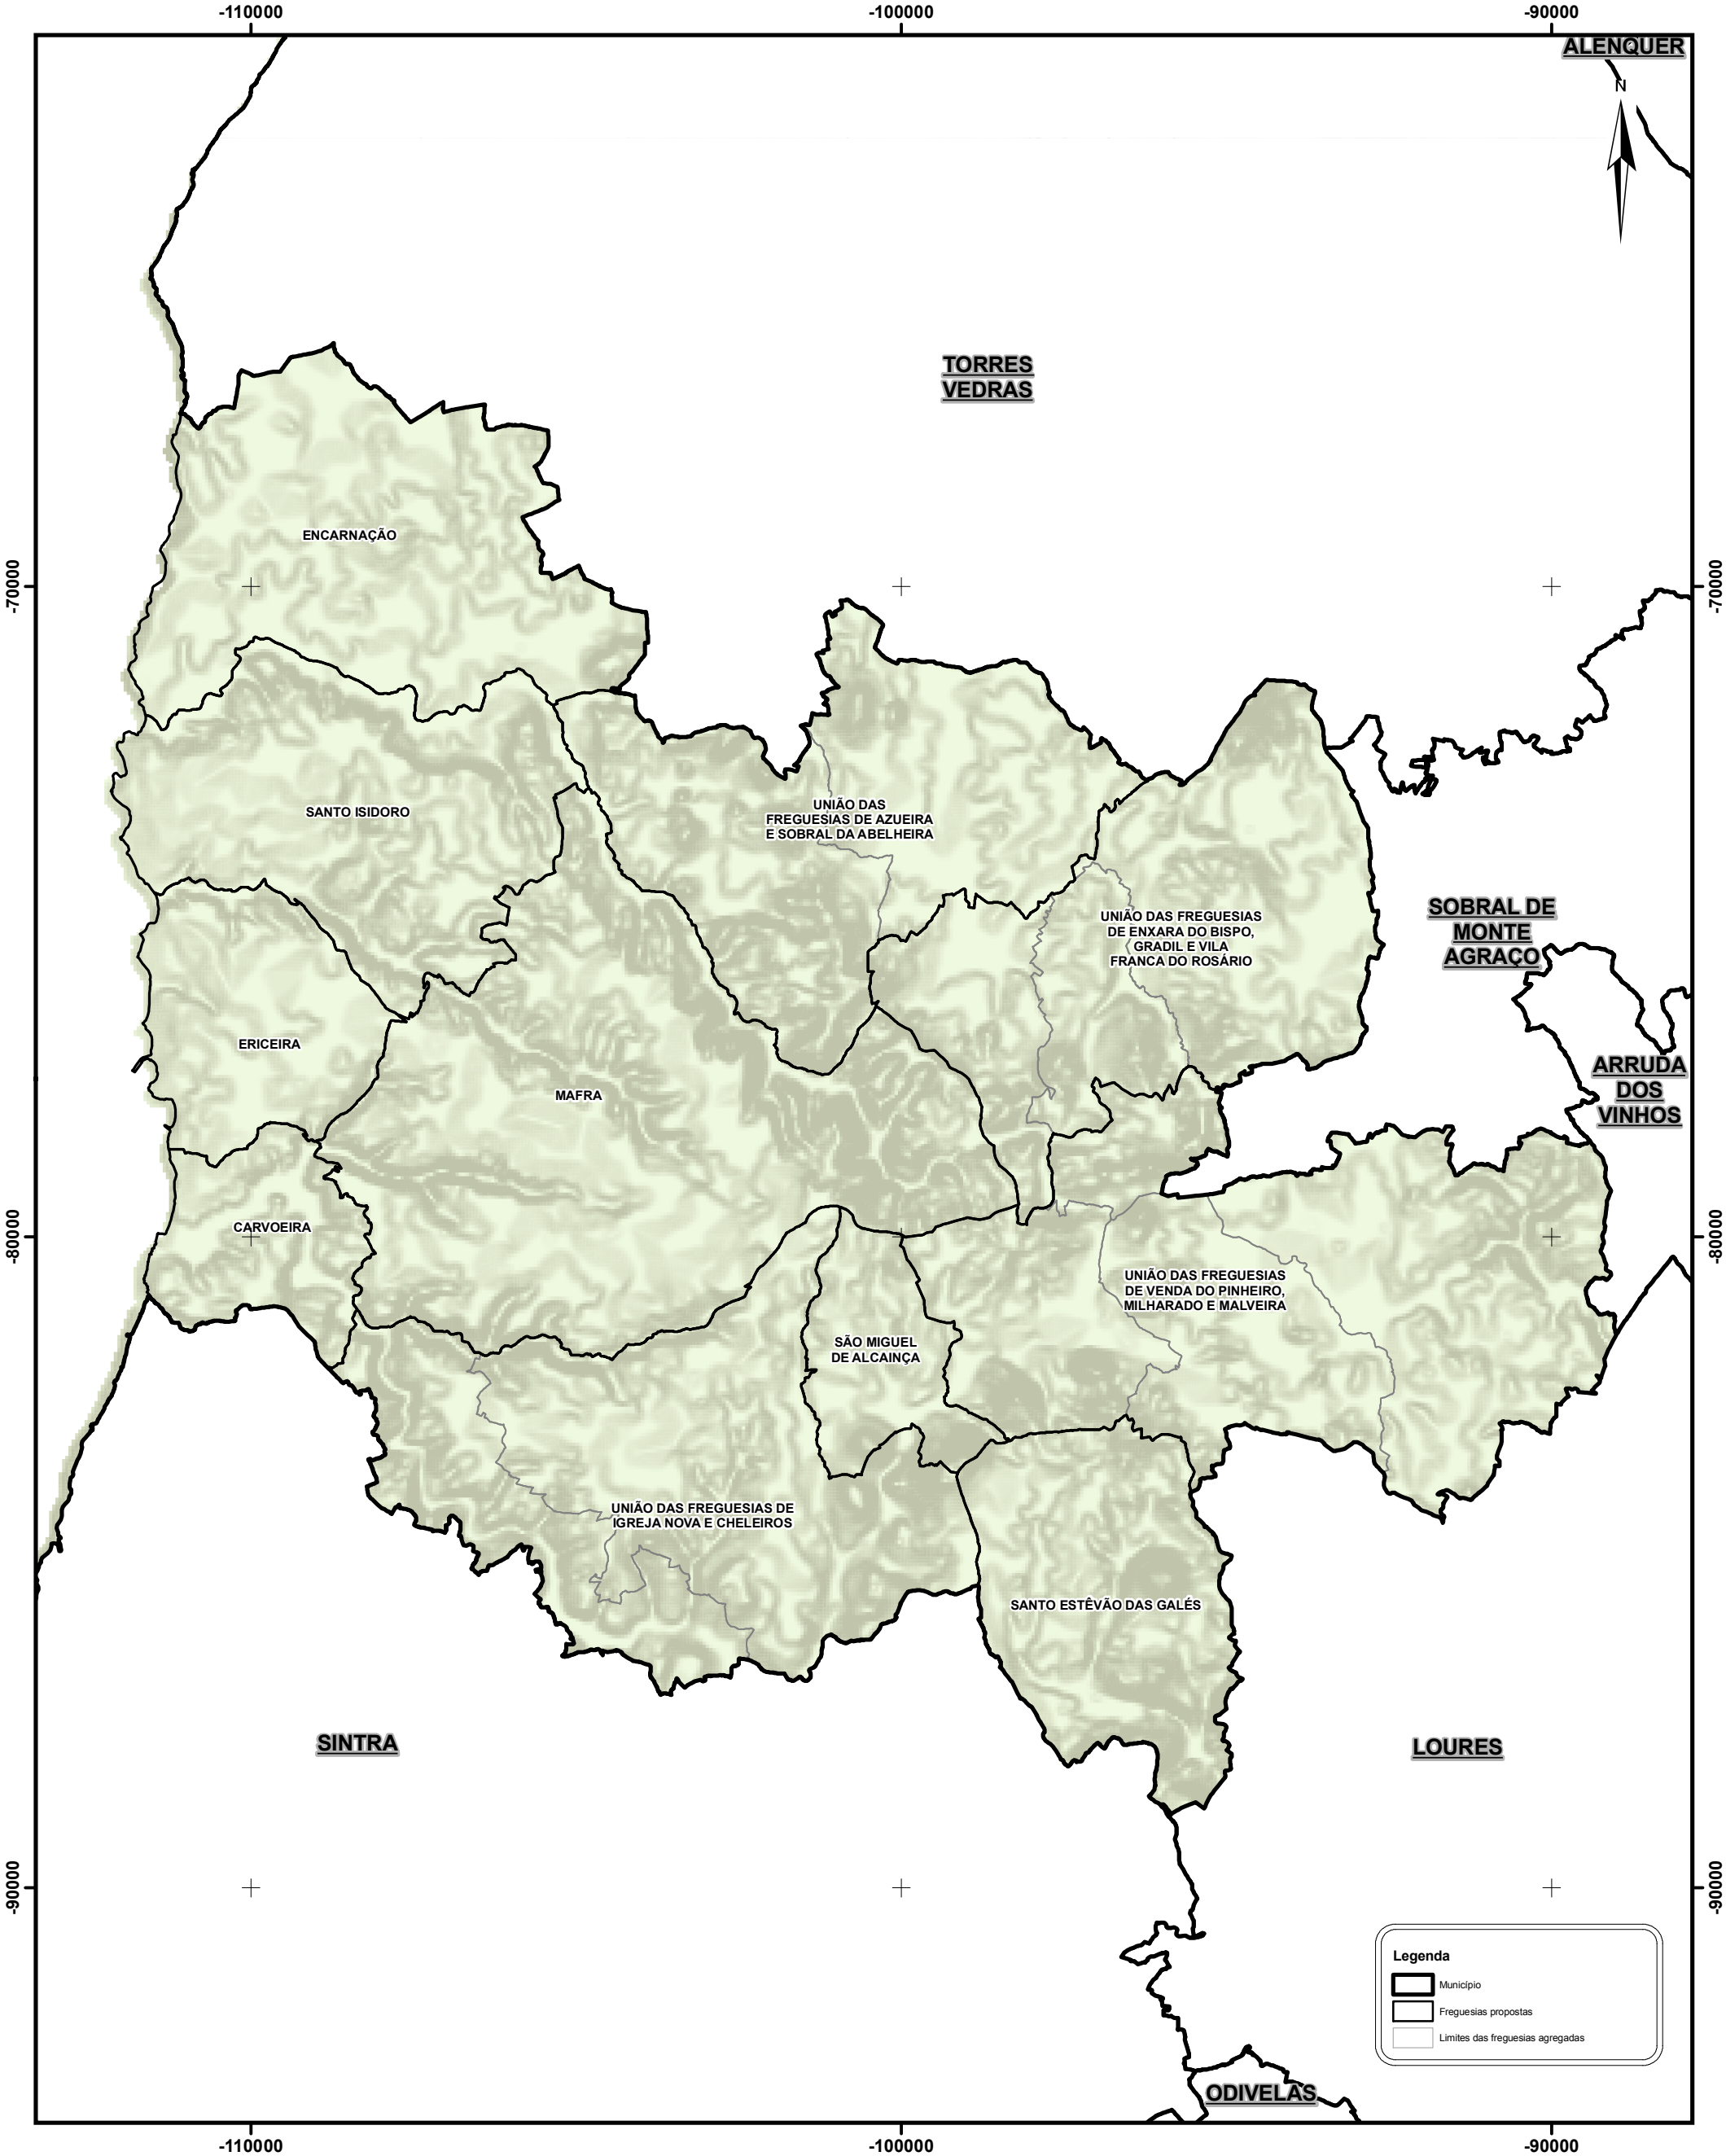 -110000
-100000
-90000
ALENQUER
N
TORRES
VEDRAS
ENCARNAÇÃO
-70000
-70000
SANTO ISIDORO
UNIÃO DAS
FREGUESIAS DE AZUEIRA
E SOBRAL DA ABELHEIRA
UNIÃO DAS FREGUESIAS
DE ENXARA DO BISPO,
GRADIL E VILA
FRANCA DO ROSÁRIO
SOBRAL DE
MONTE
AGRAÇO
ERICEIRA
MAFRA
ARRUDA
DOS
VINHOS
CARVOEIRA
-80000
-80000
UNIÃO DAS FREGUESIAS
DE VENDA DO PINHEIRO,
MILHARADO E MALVEIRA
SÃO MIGUEL
DE ALCAINÇA
UNIÃO DAS FREGUESIAS DE
IGREJA NOVA E CHELEIROS
SANTO ESTÊVÃO DAS GALÉS
SINTRA
LOURES
-90000
-90000
Legenda
Município
Freguesias propostas
Limites das freguesias agregadas
ODIVELAS
-110000
-100000
-90000